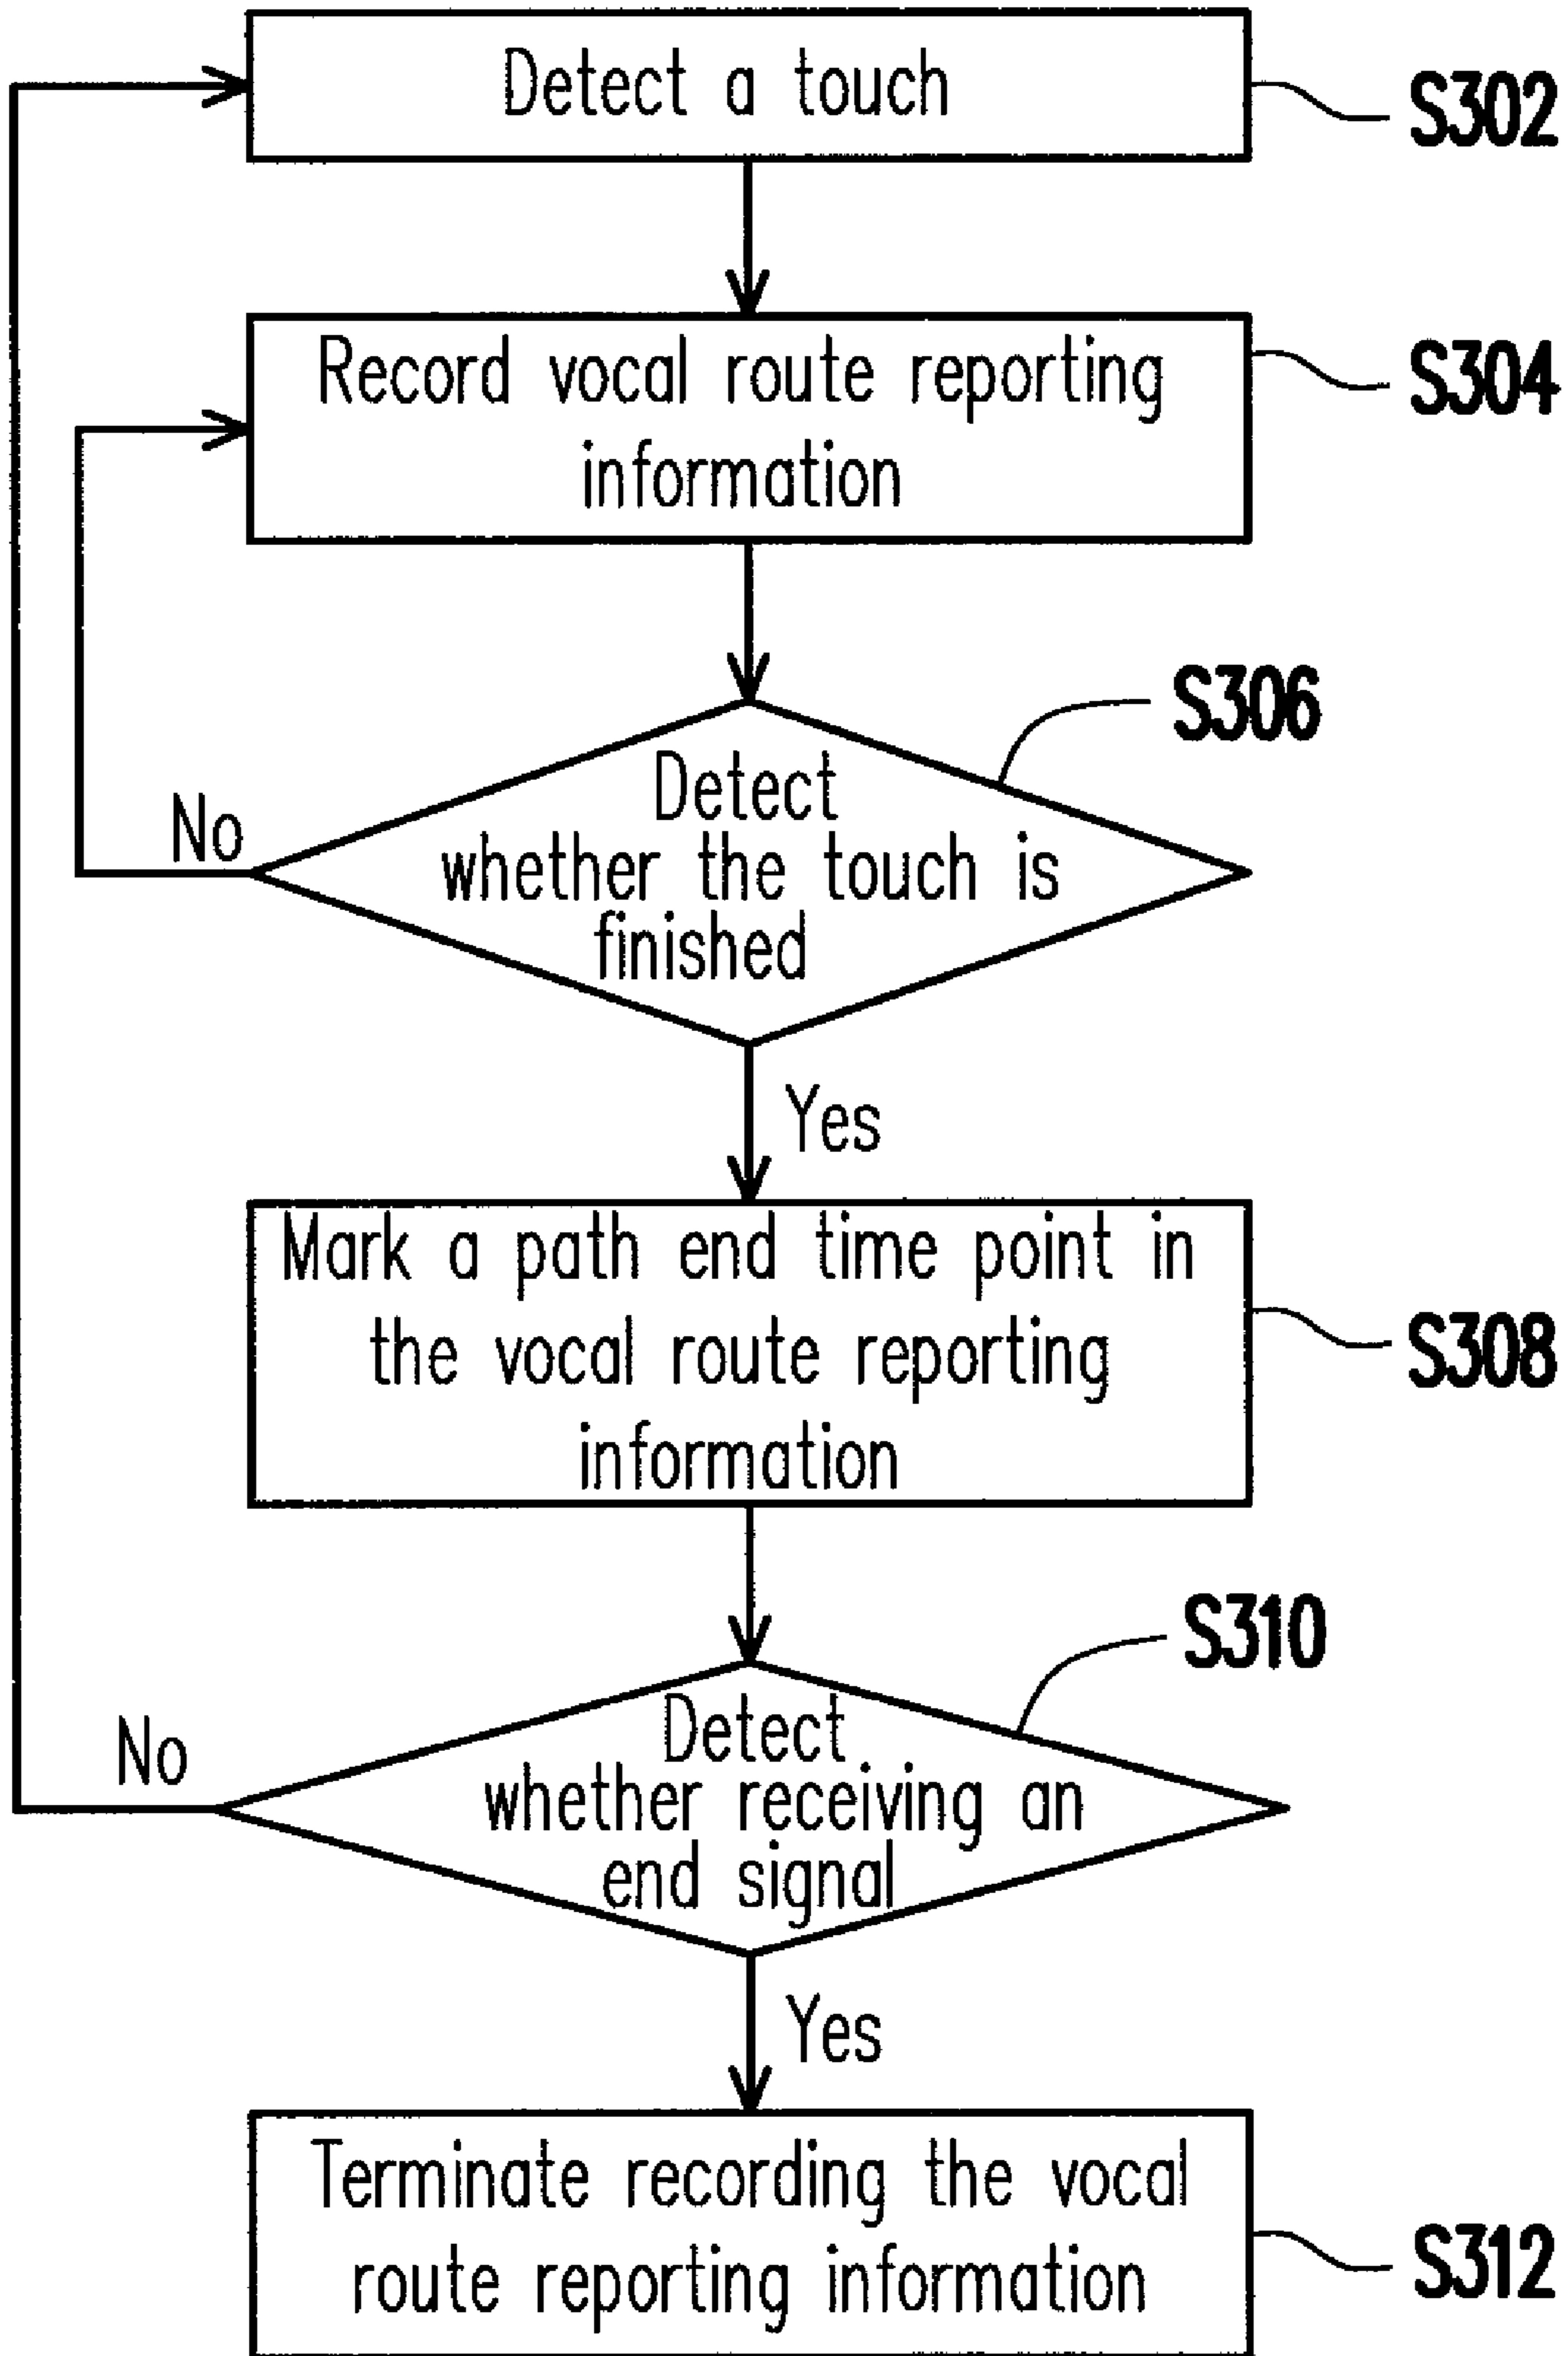 Detect a touch
S302
Record vocal route reporting
information
S304
S306
Detect
whether the touch is
finished
No
Yes
Mark a path end time point in
the vocal route reporting
information
S308
S310
Detect
whether receiving an
end signal
No
Yes
Terminate recording the vocal
route reporting information
S312